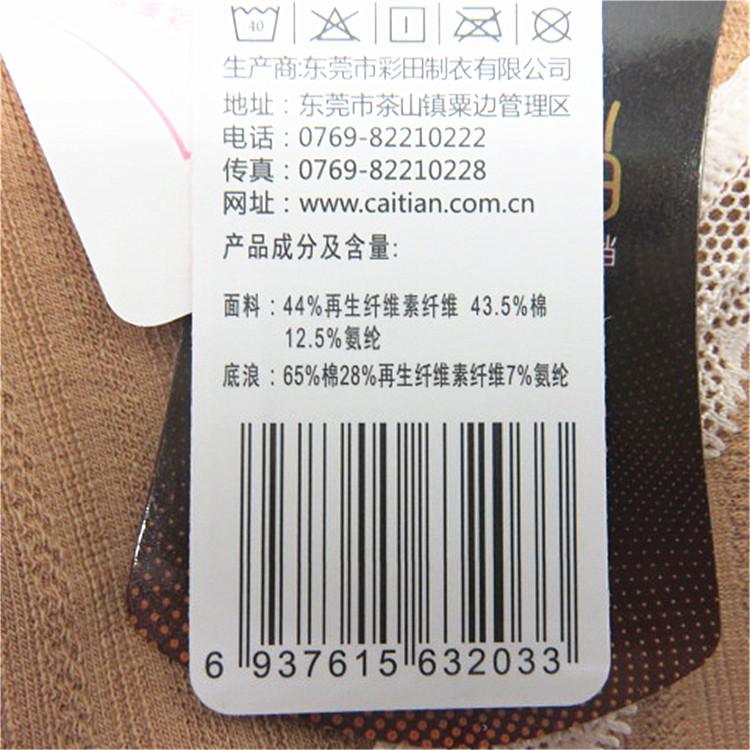 40
生产商:东莞市彩田制衣有限公司
地址：东莞市茶山镇粟边管理区
电话：0769-82210222
传真：0769-82210228
网址：www.caitian.com.cn
产品成分及含量:
面料：44%再生纤维素纤维 43.5%棉
12.5%氨纶
底浪：65%棉28%再生纤维素纤维7%氨纶
6 937615 632033